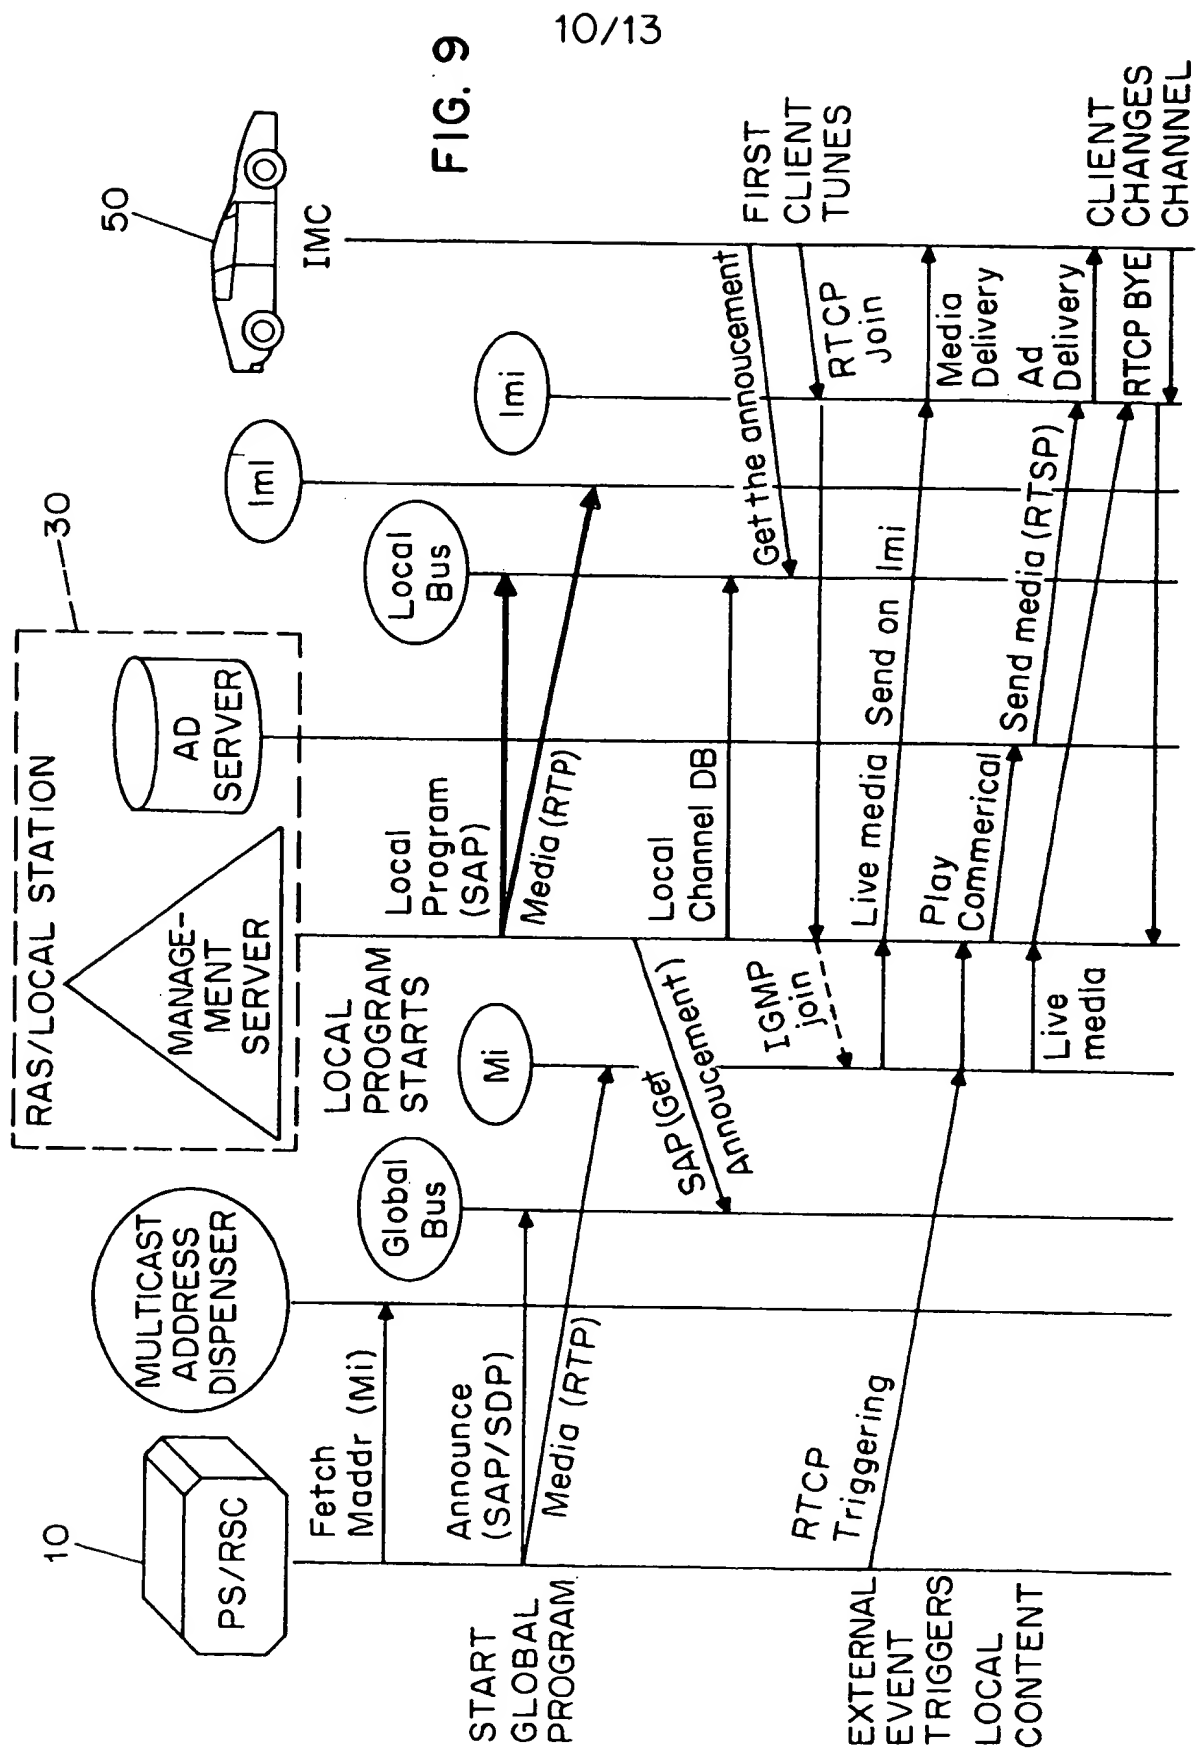 10/13
FIG. 9
10
PS/RSC
MULTICAST
ADDRESS
DISPENSER
RAS/LOCAL STATION
30
MANAGE-
MENT
SERVER
AD
SERVER
50
IMC
Global
Bus
Mi
Local
Bus
Iml
Imi
Fetch
Maddr (Mi)
LOCAL
PROGRAM
STARTS
START
GLOBAL
PROGRAM
Announce
(SAP/SDP)
Media (RTP)
Local
Program
(SAP)
Media (RTP)
SAP (Get
Annoucement)
Local
Channel DB
Get the annoucement
FIRST
CLIENT
TUNES
RTCP
Join
IGMP
join
EXTERNAL
EVENT
TRIGGERS
LOCAL
CONTENT
RTCP
Triggering
Live media Send on Imi
Media
Delivery
Play
Commerical
Send media (RTSP)
Ad
Delivery
Live
media
RTCP BYE
CLIENT
CHANGES
CHANNEL